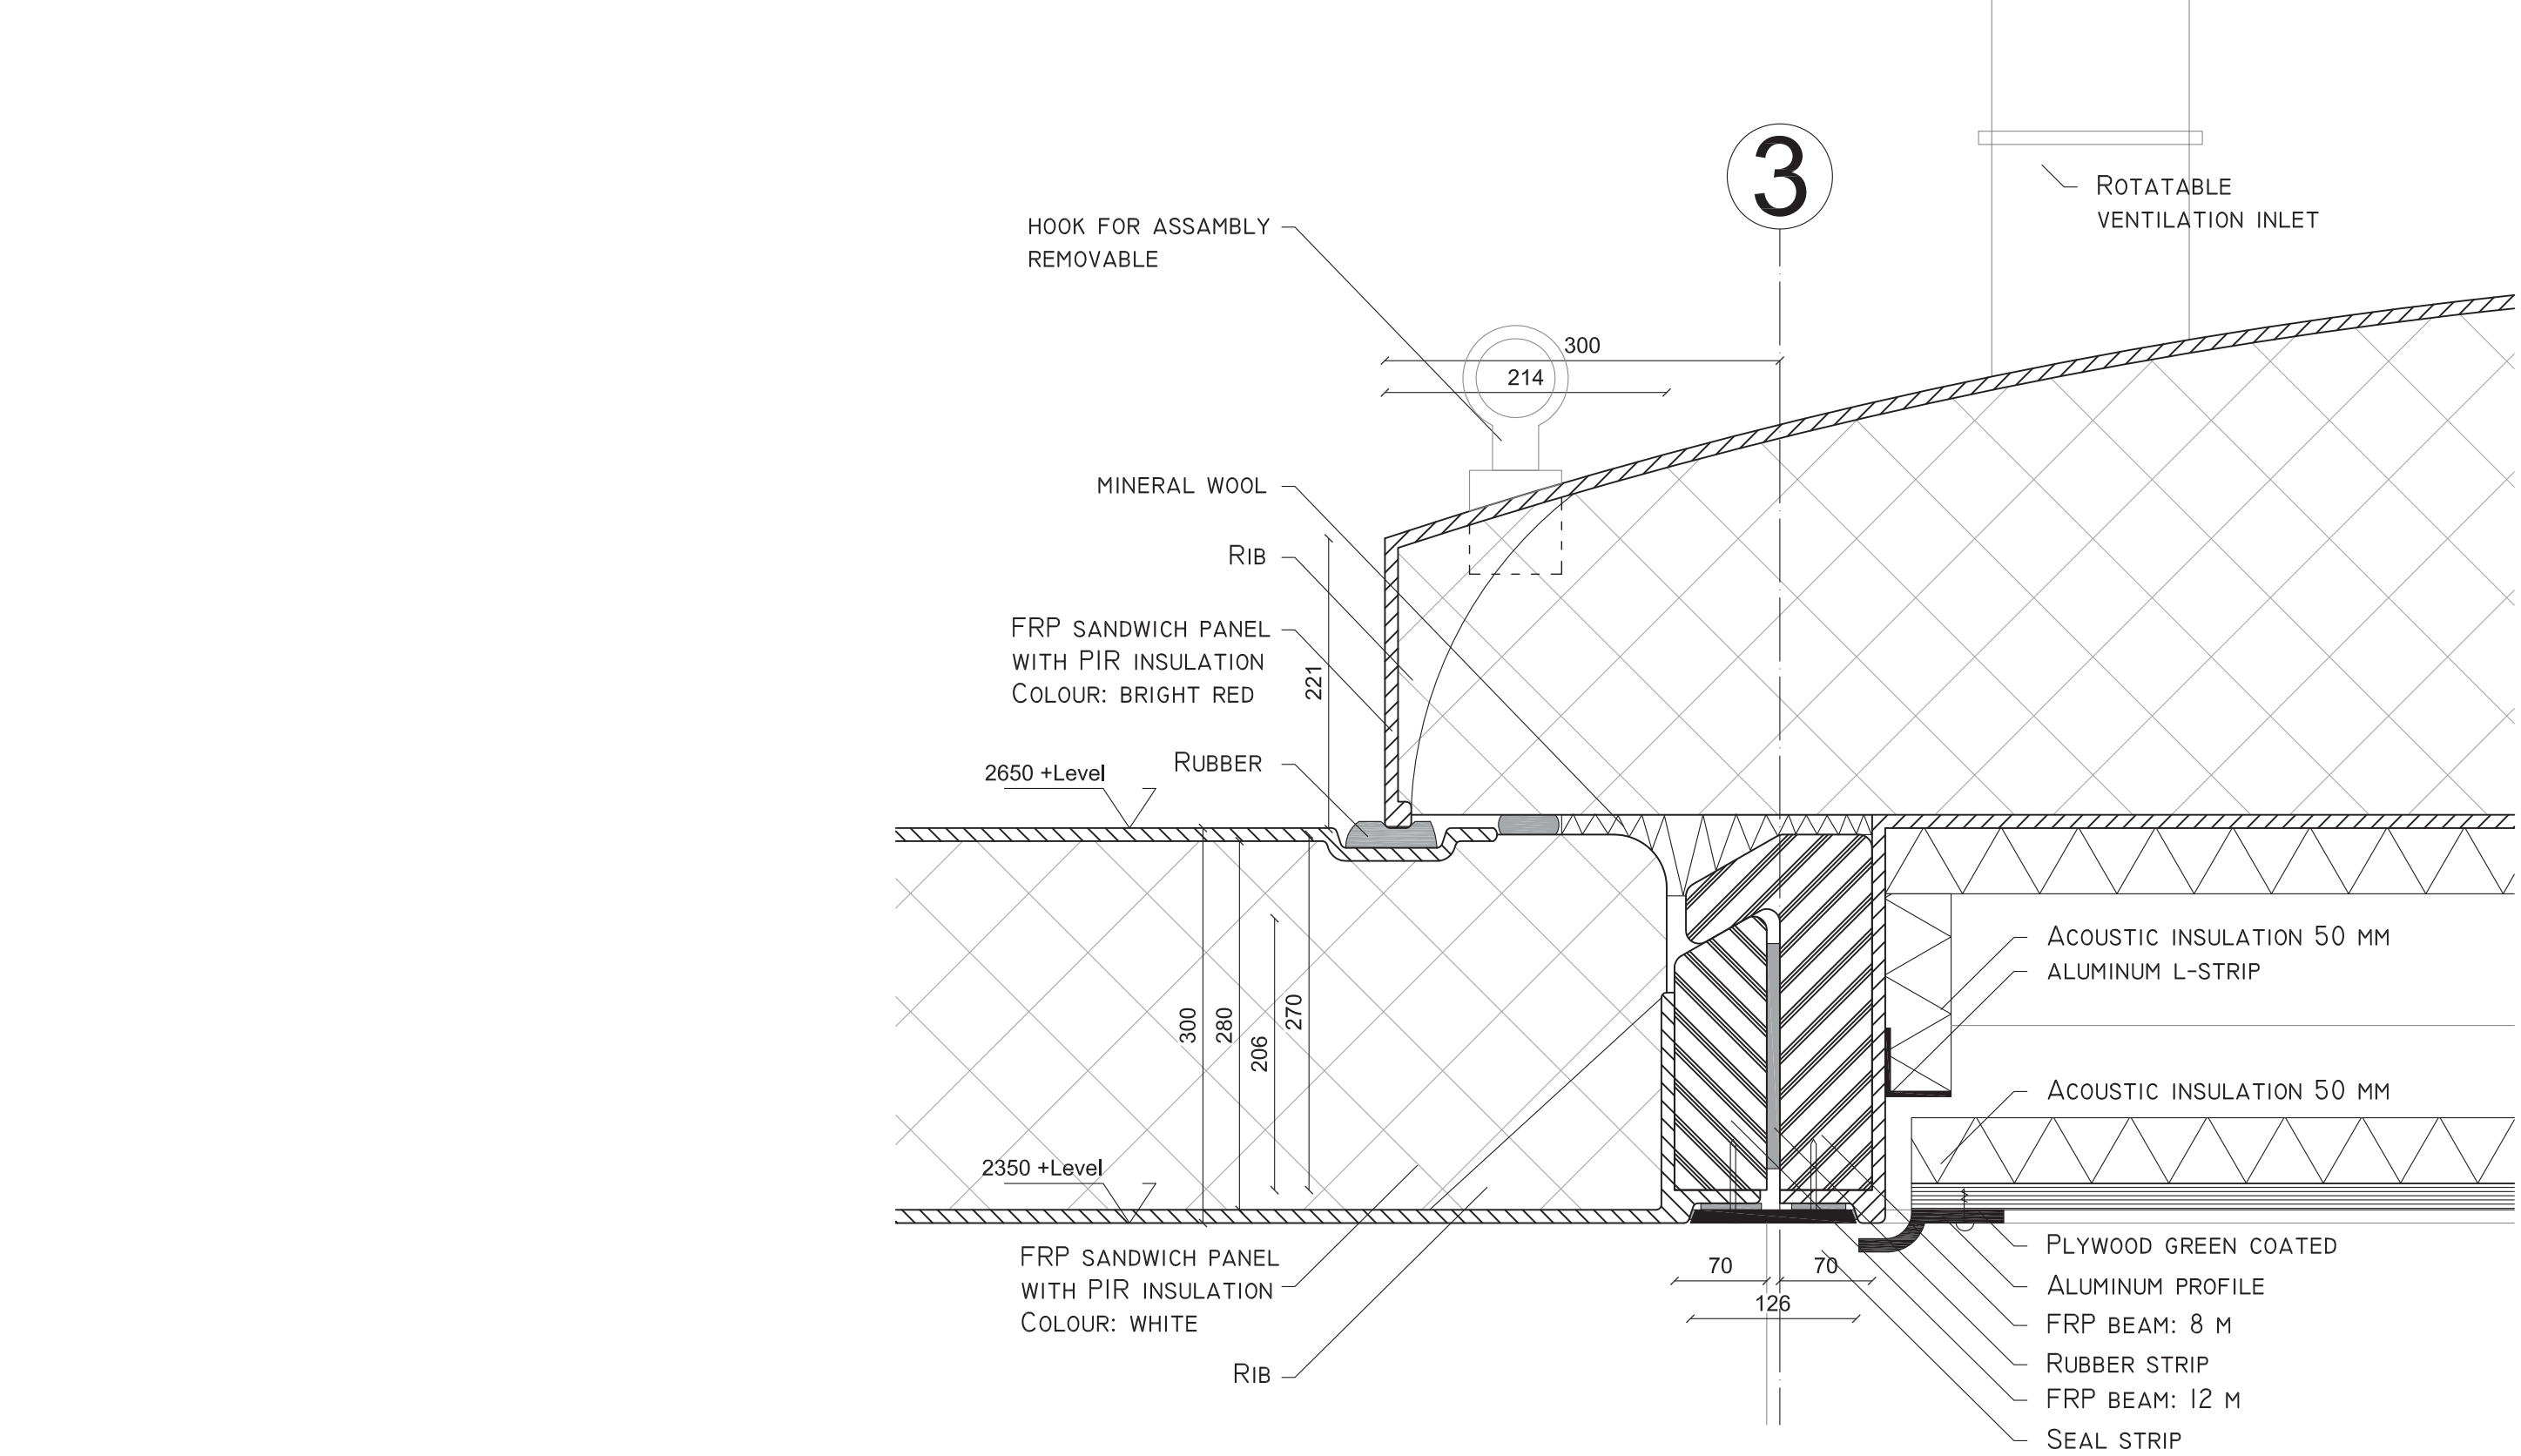 3
ROTATABLE
VENTILATION INLET
HOOK FOR ASSAMBLY
REMOVABLE
300
214
MINERAL WOOL
RIB
FRP SANDWICH PANEL
WITH PIR INSULATION
COLOUR: BRIGHT RED
221
RUBBER
2650 +Level
ACOUSTIC INSULATION 50 MM
ALUMINUM L-STRIP
300
280
206
270
ACOUSTIC INSULATION 50 MM
2350 +Level
FRP SANDWICH PANEL
WITH PIR INSULATION
COLOUR: WHITE
RIB
70
70
126
PLYWOOD GREEN COATED
ALUMINUM PROFILE
FRP BEAM: 8 M
RUBBER STRIP
FRP BEAM: 12 M
SEAL STRIP